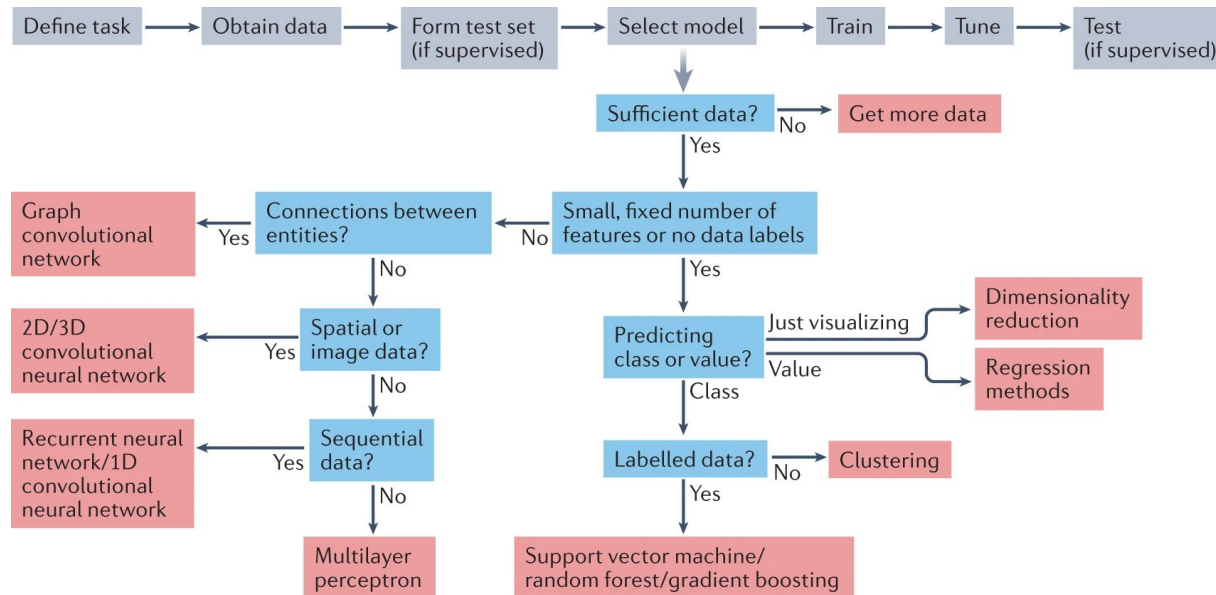 Define task
Obtain data
Form test set
(if supervised)
Select model
Train
Tune
Test
(if supervised)
Sufficient data?
No
Get more data
Yes
Graph
convolutional
network
Yes
Connections between
entities?
No
Small, fixed number of
features or no data labels
No
Yes
2D/3D
convolutional
neural network
Yes
Spatial or
image data?
Predicting
class or value?
Just visualizing
Dimensionality
reduction
Value
Regression
methods
No
Class
Recurrent neural
network/1D
convolutional
neural network
Yes
Sequential
data?
Labelled data?
No
Clustering
No
Yes
Multilayer
perceptron
Support vector machine/
random forest/gradient boosting